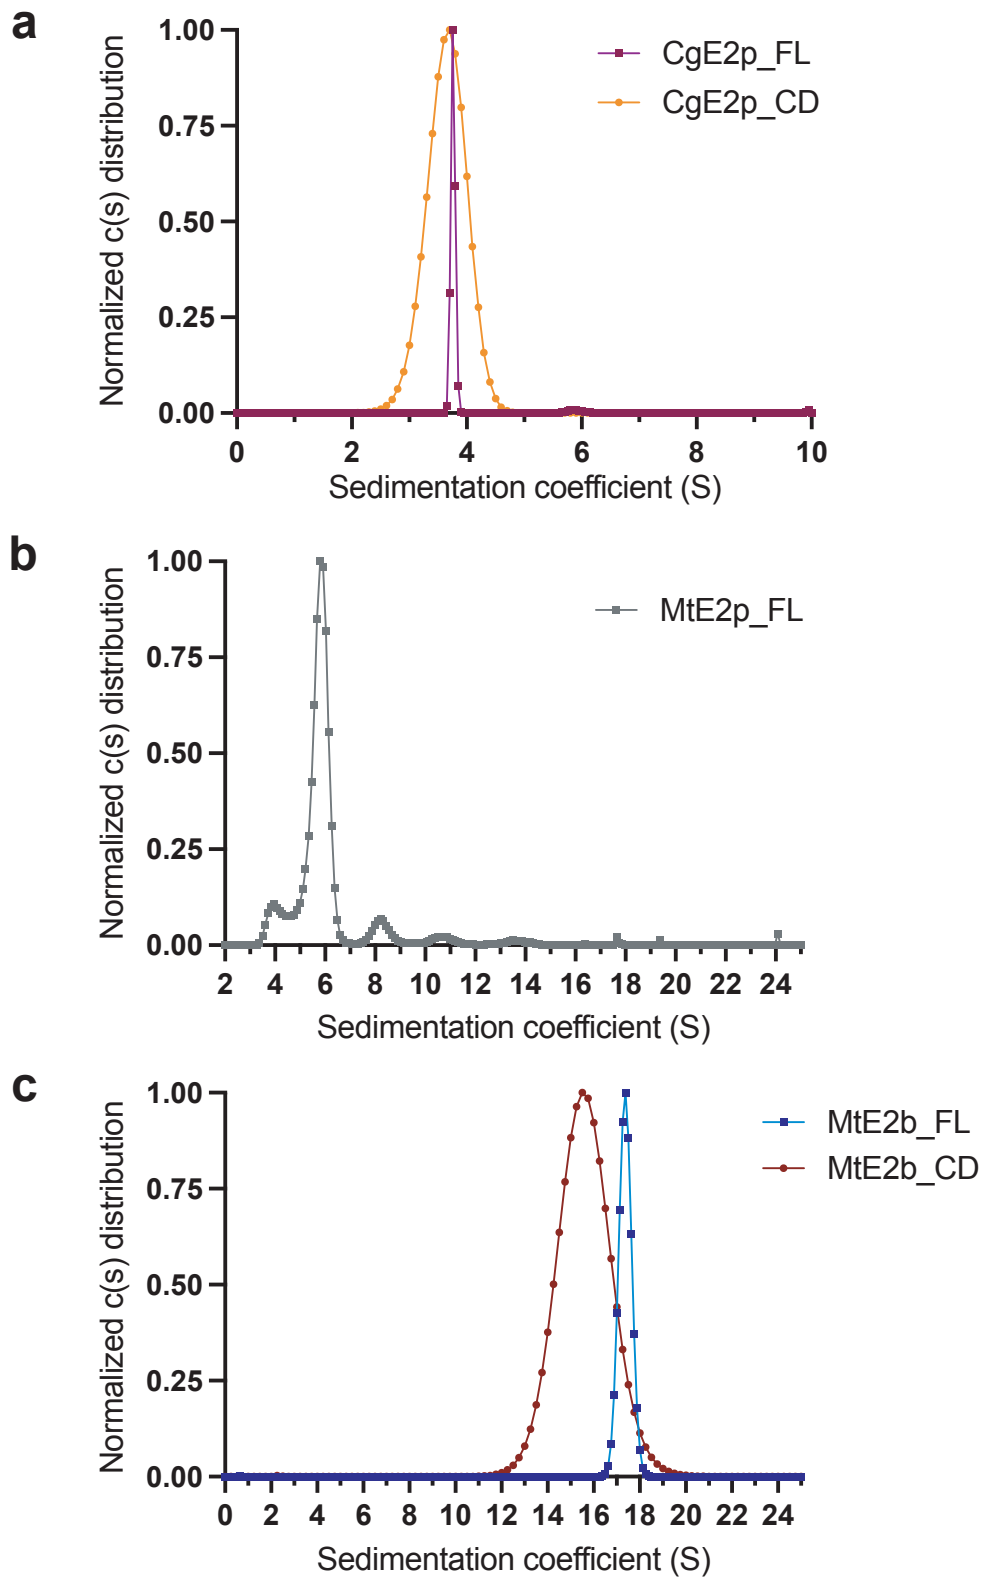 a
Normalized c(s) distribution
1.00
0.75
0.50
0.25
0.00
CgE2p_FL
CgE2p_CD
0 2 4 6 8 10
Sedimentation coefficient (S)
b
Normalized c(s) distribution
1.00
0.75
0.50
0.25
0.00
MtE2p_FL
2 4 6 8 10 12 14 16 18 20 22 24
Sedimentation coefficient (S)
c
Normalized c(s) distribution
1.00
0.75
0.50
0.25
0.00
MtE2b_FL
MtE2b_CD
0 2 4 6 8 10 12 14 16 18 20 22 24
Sedimentation coefficient (S)